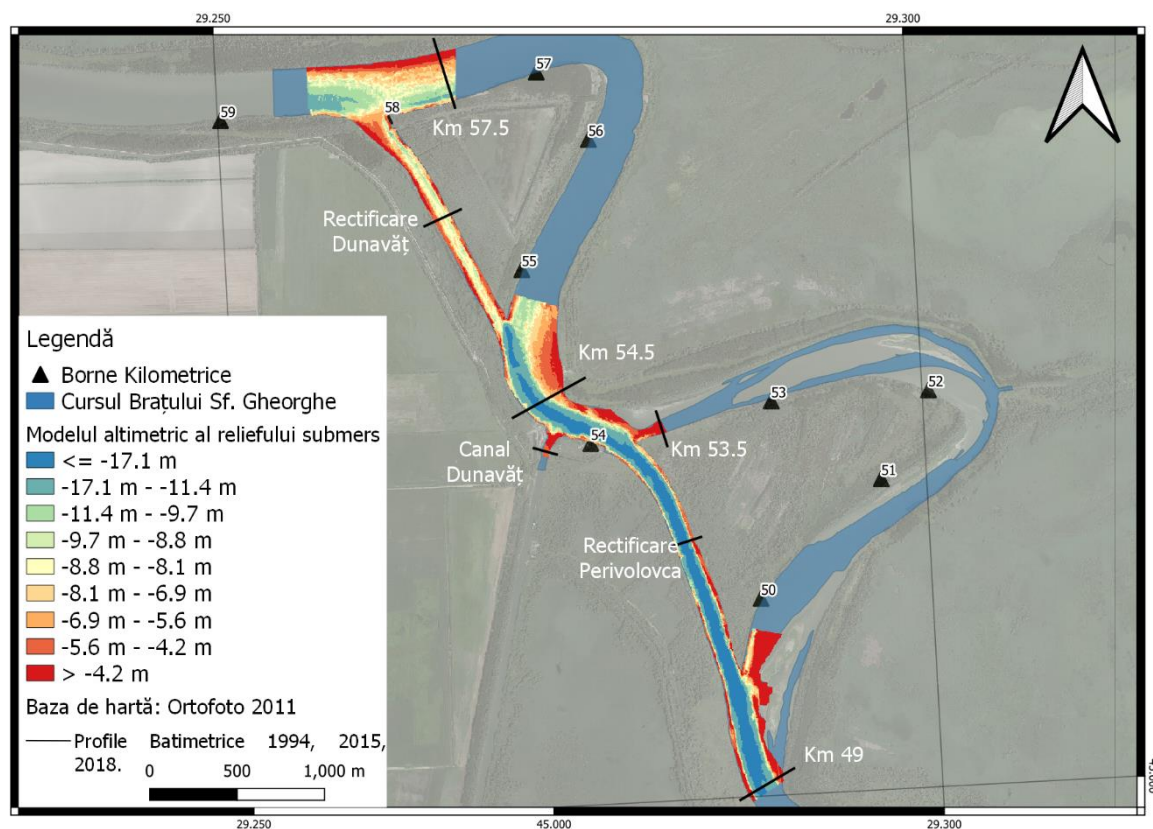 29.250
29.300
57
59
58
Km 57.5
56
Rectificare
Dunavăț
55
Km 54.5
52
53
Canal
Dunavăț
54
Km 53.5
51
Rectificare
Perivolovca
50
Km 49
Legendă
Borne Kilometrice
Cursul Brațului Sf. Gheorghe
Modelul altimetric al reliefului submers
<= -17.1 m
-17.1 m - -11.4 m
-11.4 m - -9.7 m
-9.7 m - -8.8 m
-8.8 m - -8.1 m
-8.1 m - -6.9 m
-6.9 m - -5.6 m
-5.6 m - -4.2 m
> -4.2 m
Baza de hartă: Ortofoto 2011
Profile Batimetrice 1994, 2015,
2018.
0 500 1,000 m
29.250
45.000
29.300